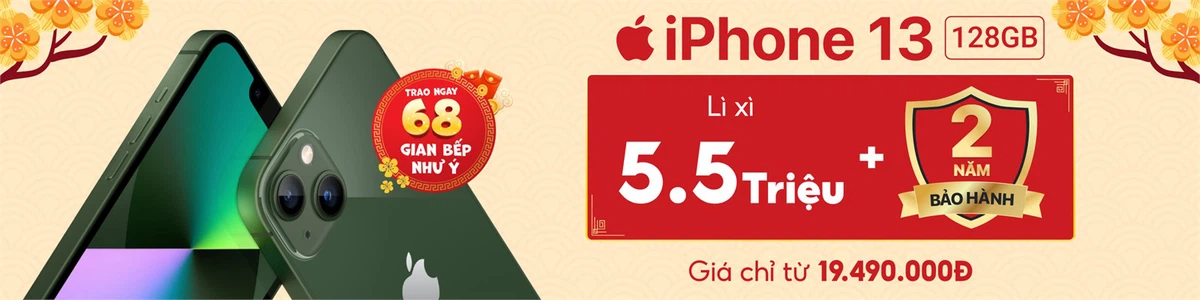 TRAO NGAY
68
GIAN BẾP
NHƯ Ý
iPhone 13 128GB
Lì xì
5.5 Triệu + 2 NĂM
BẢO HÀNH
Giá chỉ từ 19.490.000Đ